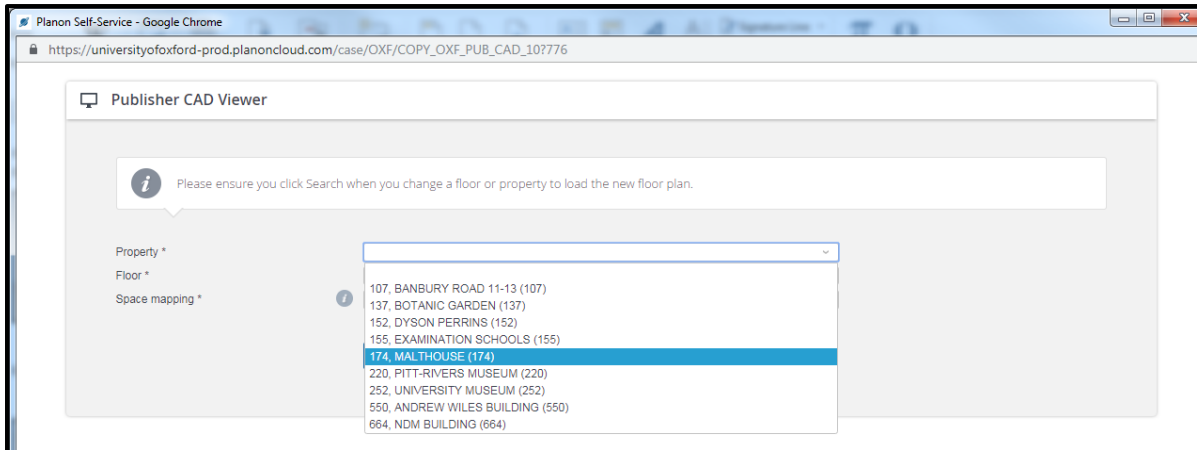 Planon Self-Service - Google Chrome
Signature Line
https://universityofoxford-prod.planoncloud.com/case/OXF/COPY_OXF_PUB_CAD_10?776
Publisher CAD Viewer
Please ensure you click Search when you change a floor or property to load the new floor plan.
Property *
Floor *
Space mapping *
107, BANBURY ROAD 11-13 (107)
137, BOTANIC GARDEN (137)
152, DYSON PERRINS (152)
155, EXAMINATION SCHOOLS (155)
174, MALTHOUSE (174)
220, PITT-RIVERS MUSEUM (220)
252, UNIVERSITY MUSEUM (252)
550, ANDREW WILES BUILDING (550)
664, NDM BUILDING (664)